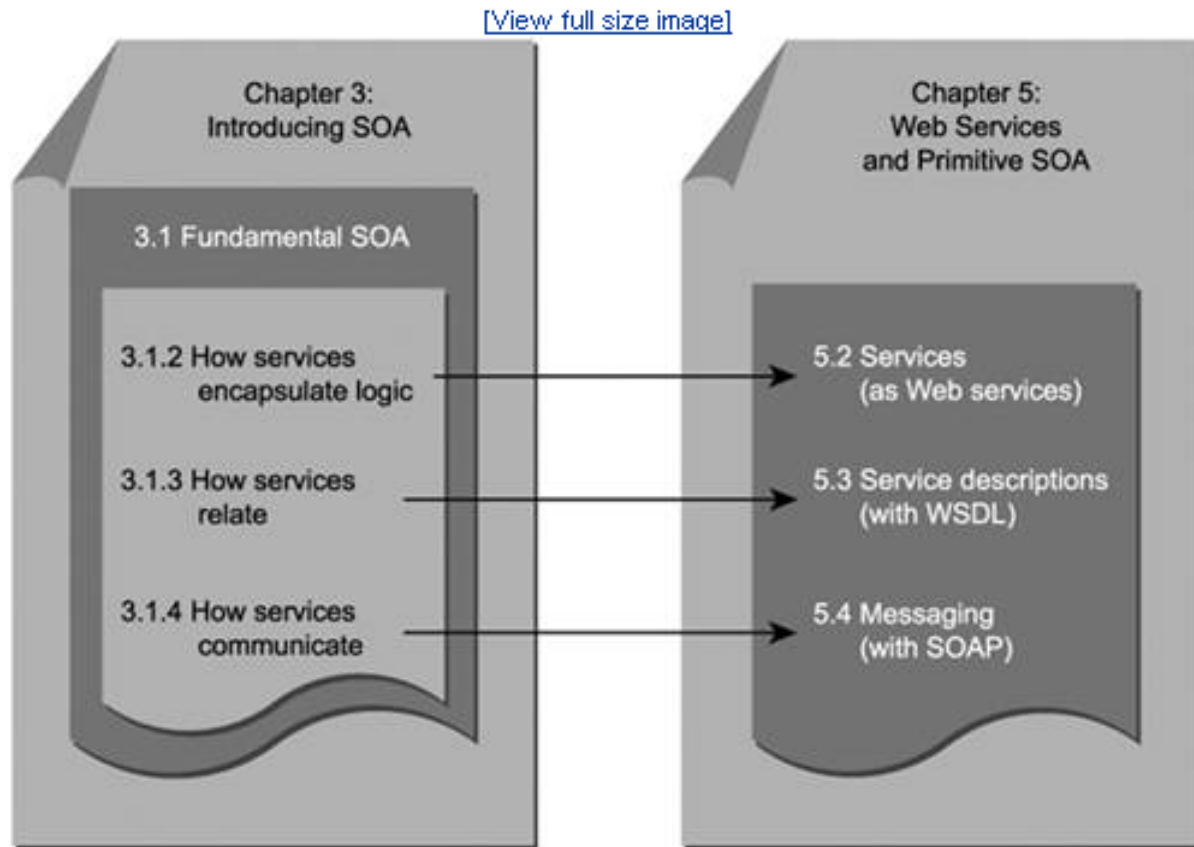 [View full size image]
Chapter 3:
Introducing SOA
3.1 Fundamental SOA
3.1.2 How services
encapsulate logic
3.1.3 How services
relate
3.1.4 How services
communicate
Chapter 5:
Web Services
and Primitive SOA
5.2 Services
(as Web services)
5.3 Service descriptions
(with WSDL)
5.4 Messaging
(with SOAP)